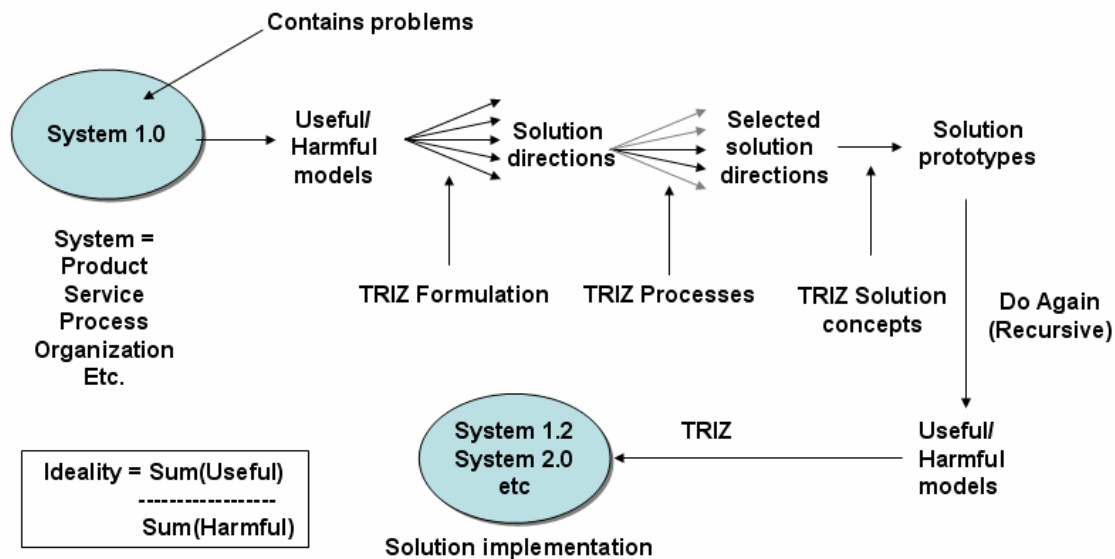 Contains problems
System 1.0
Useful/
Harmful
models
Solution
directions
Selected
solution
directions
Solution
prototypes
System =
Product
Service
Process
Organization
Etc.
TRIZ Formulation
TRIZ Processes
TRIZ Solution
concepts
Do Again
(Recursive)
Ideality = Sum(Useful)
------------------
Sum(Harmful)
System 1.2
System 2.0
etc
TRIZ
Useful/
Harmful
models
Solution implementation